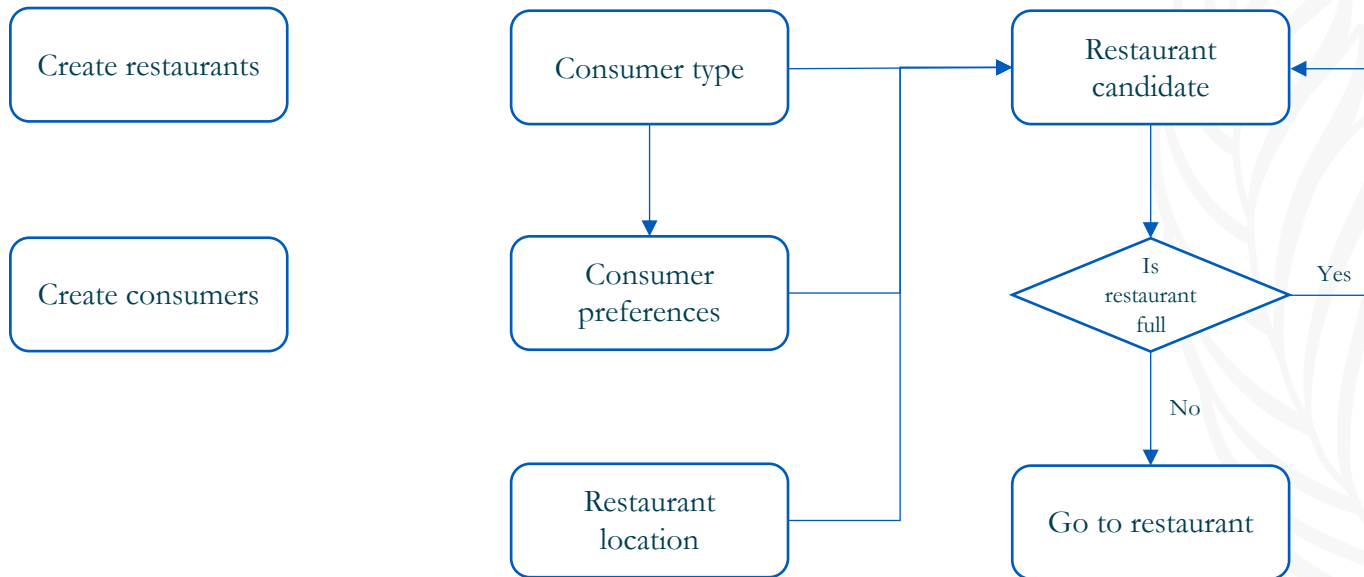 Create restaurants
Create consumers
Consumer type
Consumer
preferences
Restaurant
location
Restaurant
candidate
Is
restaurant
full
Yes
No
Go to restaurant